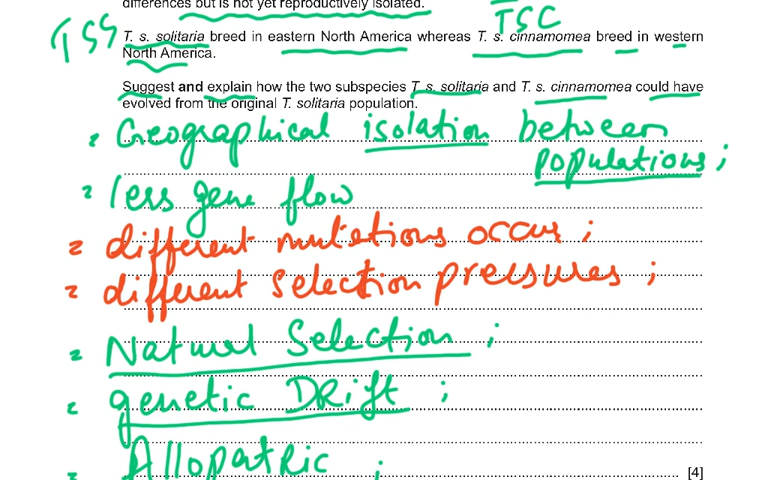 differences but is not yet reproductively isolated.
TSS TSC
T. s. solitaria breed in eastern North America whereas T. s. cinnamomea breed in western
North America.
Suggest and explain how the two subspecies T. s. solitaria and T. s. cinnamomea could have
evolved from the original T. solitaria population.
Geographical isolation between
populations ;
less gene flow
different mutations occur ;
different selection pressures ;
Natural Selection ;
genetic DRift ;
Allopatric ;
[4]